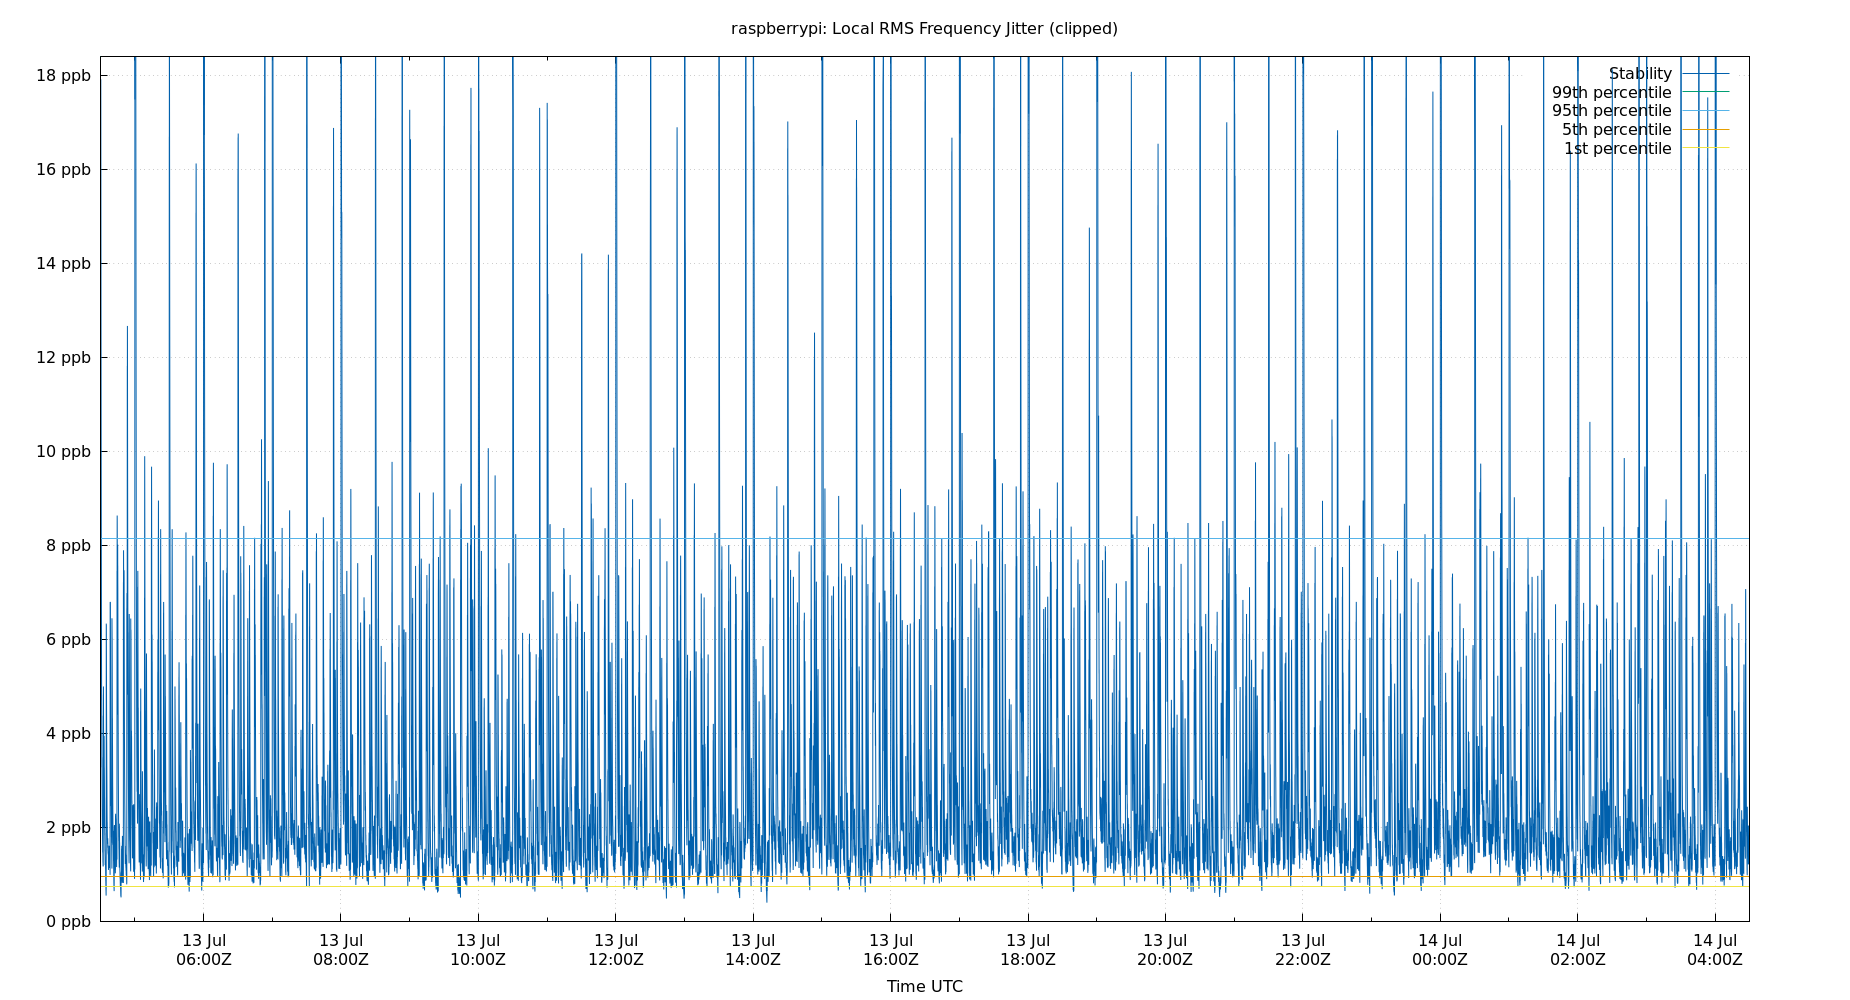 raspberrypi: Local RMS Frequency Jitter (clipped)
18 ppb
16 ppb
14 ppb
12 ppb
10 ppb
8 ppb
6 ppb
4 ppb
2 ppb
0 ppb
Stability
99th percentile
95th percentile
5th percentile
1st percentile
13 Jul 13 Jul 13 Jul 13 Jul 13 Jul 13 Jul 13 Jul 13 Jul 13 Jul 14 Jul 14 Jul 14 Jul
06:00Z 08:00Z 10:00Z 12:00Z 14:00Z 16:00Z 18:00Z 20:00Z 22:00Z 00:00Z 02:00Z 04:00Z
Time UTC